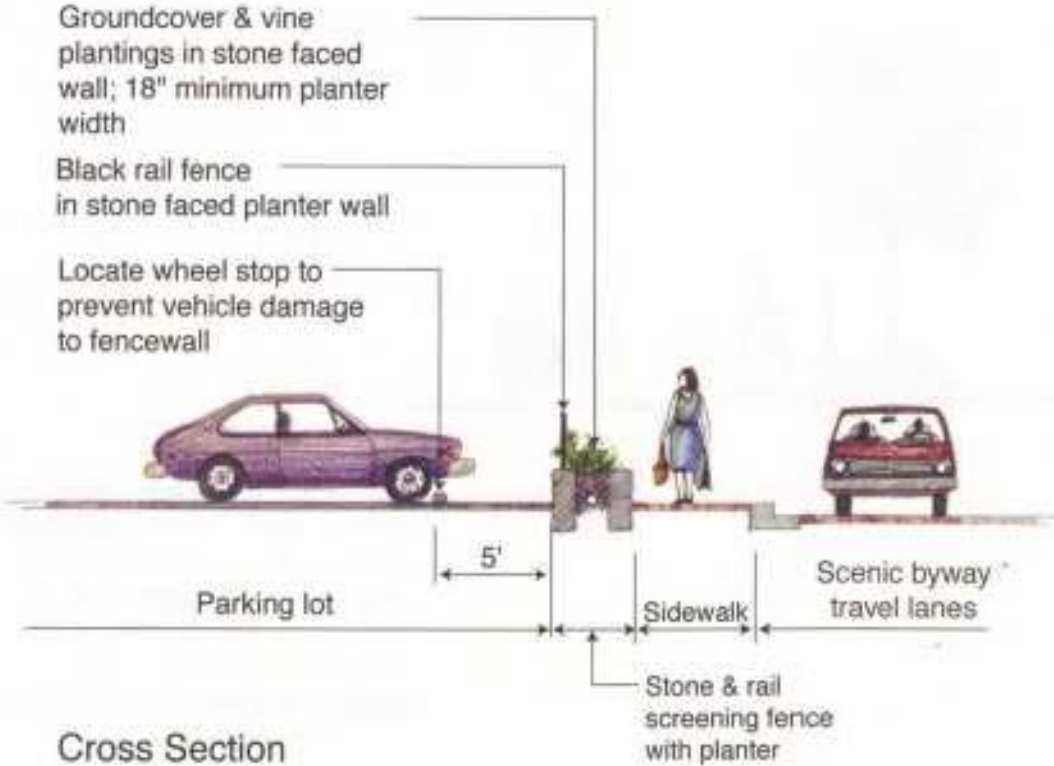 Groundcover & vine
plantings in stone faced
wall; 18" minimum planter
width
Black rail fence
in stone faced planter wall
Locate wheel stop to
prevent vehicle damage
to fencewall
5'
Parking lot
Sidewalk
Scenic byway
travel lanes
Stone & rail
screening fence
with planter
Cross Section